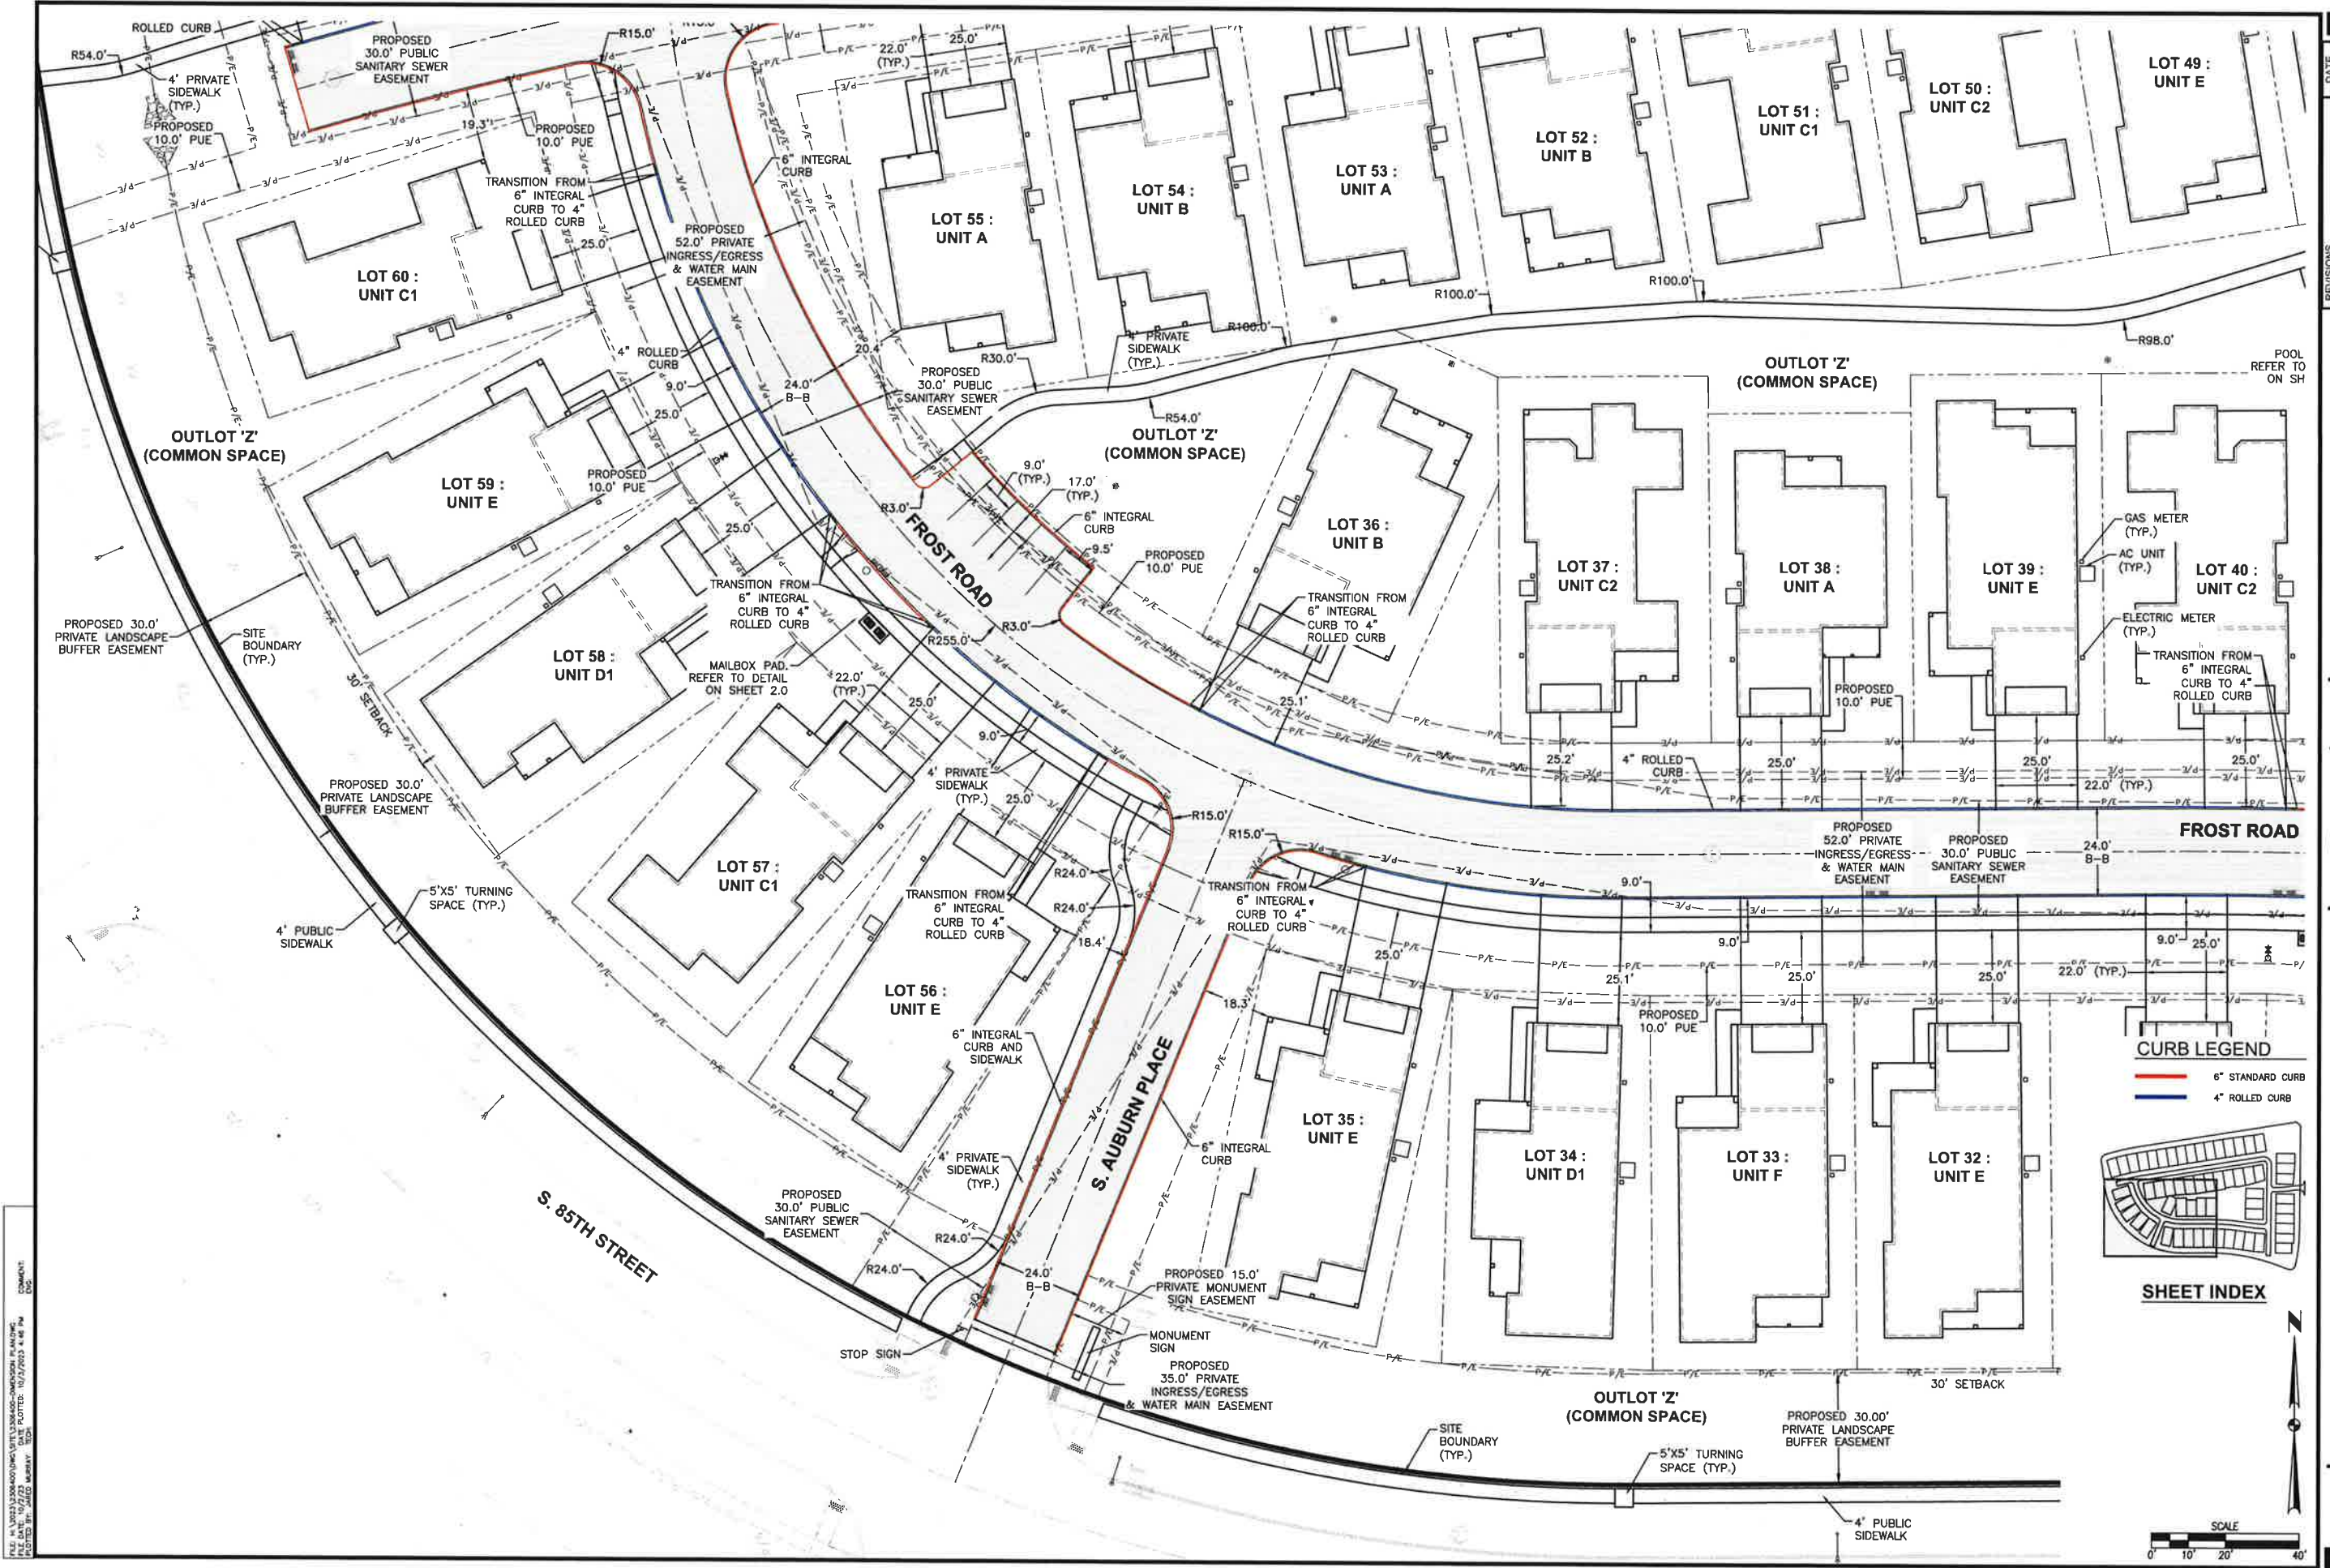 ROLLED CURB
R54.0'
4' PRIVATE
SIDEWALK
(TYP.)
PROPOSED
10.0' PUE
PROPOSED
30.0' PUBLIC
SANITARY SEWER
EASEMENT
R15.0'
19.3'
PROPOSED
10.0' PUE
TRANSITION FROM
6" INTEGRAL
CURB TO 4"
ROLLED CURB
25.0'
6" INTEGRAL
CURB
22.0'
(TYP.)
25.0'
PROPOSED
52.0' PRIVATE
INGRESS/EGRESS
& WATER MAIN
EASEMENT
LOT 55 :
UNIT A
LOT 54 :
UNIT B
LOT 53 :
UNIT A
LOT 52 :
UNIT B
LOT 51 :
UNIT C1
LOT 50 :
UNIT C2
LOT 49 :
UNIT E
DATE
REVISIONS
LOT 60 :
UNIT C1
4" ROLLED
CURB
9.0'
25.0'
24.0'
B-B
20.4'
PROPOSED
30.0' PUBLIC
SANITARY SEWER
EASEMENT
R30.0'
4' PRIVATE
SIDEWALK
(TYP.)
R100.0'
R100.0'
R100.0'
R98.0'
R54.0'
OUTLOT 'Z'
(COMMON SPACE)
OUTLOT 'Z'
(COMMON SPACE)
POOL
REFER TO
ON SH
OUTLOT 'Z'
(COMMON SPACE)
LOT 59 :
UNIT E
PROPOSED
10.0' PUE
25.0'
R3.0'
FROST ROAD
9.0'
(TYP.)
17.0'
(TYP.)
6" INTEGRAL
CURB
9.5'
PROPOSED
10.0' PUE
R3.0'
LOT 36 :
UNIT B
LOT 37 :
UNIT C2
LOT 38 :
UNIT A
LOT 39 :
UNIT E
LOT 40 :
UNIT C2
GAS METER
(TYP.)
AC UNIT
(TYP.)
ELECTRIC METER
(TYP.)
TRANSITION FROM
6" INTEGRAL
CURB TO 4"
ROLLED CURB
TRANSITION FROM
6" INTEGRAL
CURB TO 4"
ROLLED CURB
TRANSITION FROM
6" INTEGRAL
CURB TO 4"
ROLLED CURB
R255.0'
PROPOSED 30.0'
PRIVATE LANDSCAPE
BUFFER EASEMENT
SITE
BOUNDARY
(TYP.)
30' SETBACK
LOT 58 :
UNIT D1
MAILBOX PAD.
REFER TO DETAIL
ON SHEET 2.0
22.0'
(TYP.)
25.0'
9.0'
25.1'
25.2'
4" ROLLED
CURB
25.0'
PROPOSED
10.0' PUE
25.0'
22.0' (TYP.)
25.0'
PROPOSED 30.0'
PRIVATE LANDSCAPE
BUFFER EASEMENT
4' PRIVATE
SIDEWALK
(TYP.)
25.0'
R15.0'
R15.0'
FROST ROAD
PROPOSED
52.0' PRIVATE
INGRESS/EGRESS
& WATER MAIN
EASEMENT
PROPOSED
30.0' PUBLIC
SANITARY SEWER
EASEMENT
24.0'
B-B
LOT 57 :
UNIT C1
5'X5' TURNING
SPACE (TYP.)
4' PUBLIC
SIDEWALK
TRANSITION FROM
6" INTEGRAL
CURB TO 4"
ROLLED CURB
R24.0'
R24.0'
18.4'
TRANSITION FROM
6" INTEGRAL
CURB TO 4"
ROLLED CURB
25.0'
9.0'
9.0'
9.0'
25.0'
25.1'
25.0'
25.0'
22.0' (TYP.)
PROPOSED
10.0' PUE
LOT 56 :
UNIT E
18.3'
6" INTEGRAL
CURB AND
SIDEWALK
S. AUBURN PLACE
6" INTEGRAL
CURB
LOT 35 :
UNIT E
LOT 34 :
UNIT D1
LOT 33 :
UNIT F
LOT 32 :
UNIT E
CURB LEGEND
6" STANDARD CURB
4" ROLLED CURB
4' PRIVATE
SIDEWALK
(TYP.)
S. 85TH STREET
PROPOSED
30.0' PUBLIC
SANITARY SEWER
EASEMENT
R24.0'
R24.0'
24.0'
B-B
PROPOSED 15.0'
PRIVATE MONUMENT
SIGN EASEMENT
STOP SIGN
MONUMENT
SIGN
PROPOSED
35.0' PRIVATE
INGRESS/EGRESS
& WATER MAIN EASEMENT
SHEET INDEX
N
30' SETBACK
OUTLOT 'Z'
(COMMON SPACE)
PROPOSED 30.00'
PRIVATE LANDSCAPE
BUFFER EASEMENT
SITE
BOUNDARY
(TYP.)
5'X5' TURNING
SPACE (TYP.)
4' PUBLIC
SIDEWALK
SCALE
0' 10' 20' 40'